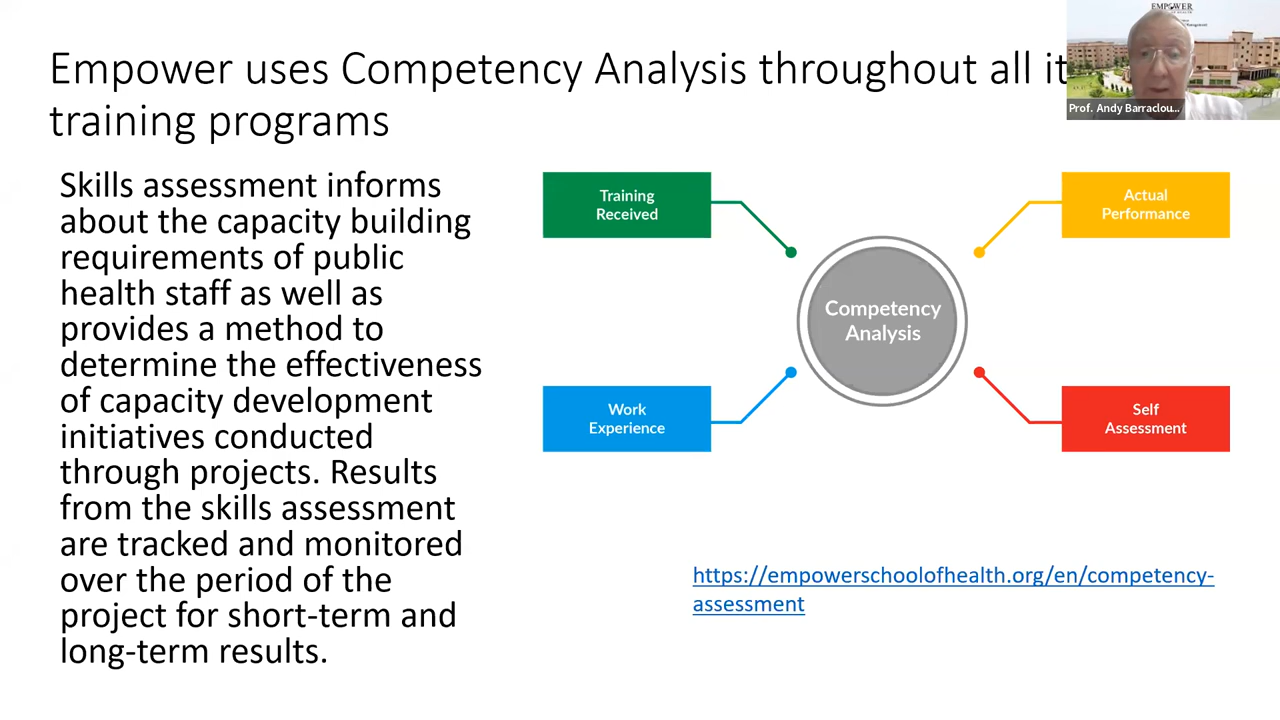 Empower uses Competency Analysis throughout all it
training programs
EMPOWER
Prof. Andy Barraclou...
Skills assessment informs
about the capacity building
requirements of public
health staff as well as
provides a method to
determine the effectiveness
of capacity development
initiatives conducted
through projects. Results
from the skills assessment
are tracked and monitored
over the period of the
project for short-term and
long-term results.
Training
Received
Actual
Performance
Competency
Analysis
Work
Experience
Self
Assessment
https://empowerschoolofhealth.org/en/competency-
assessment